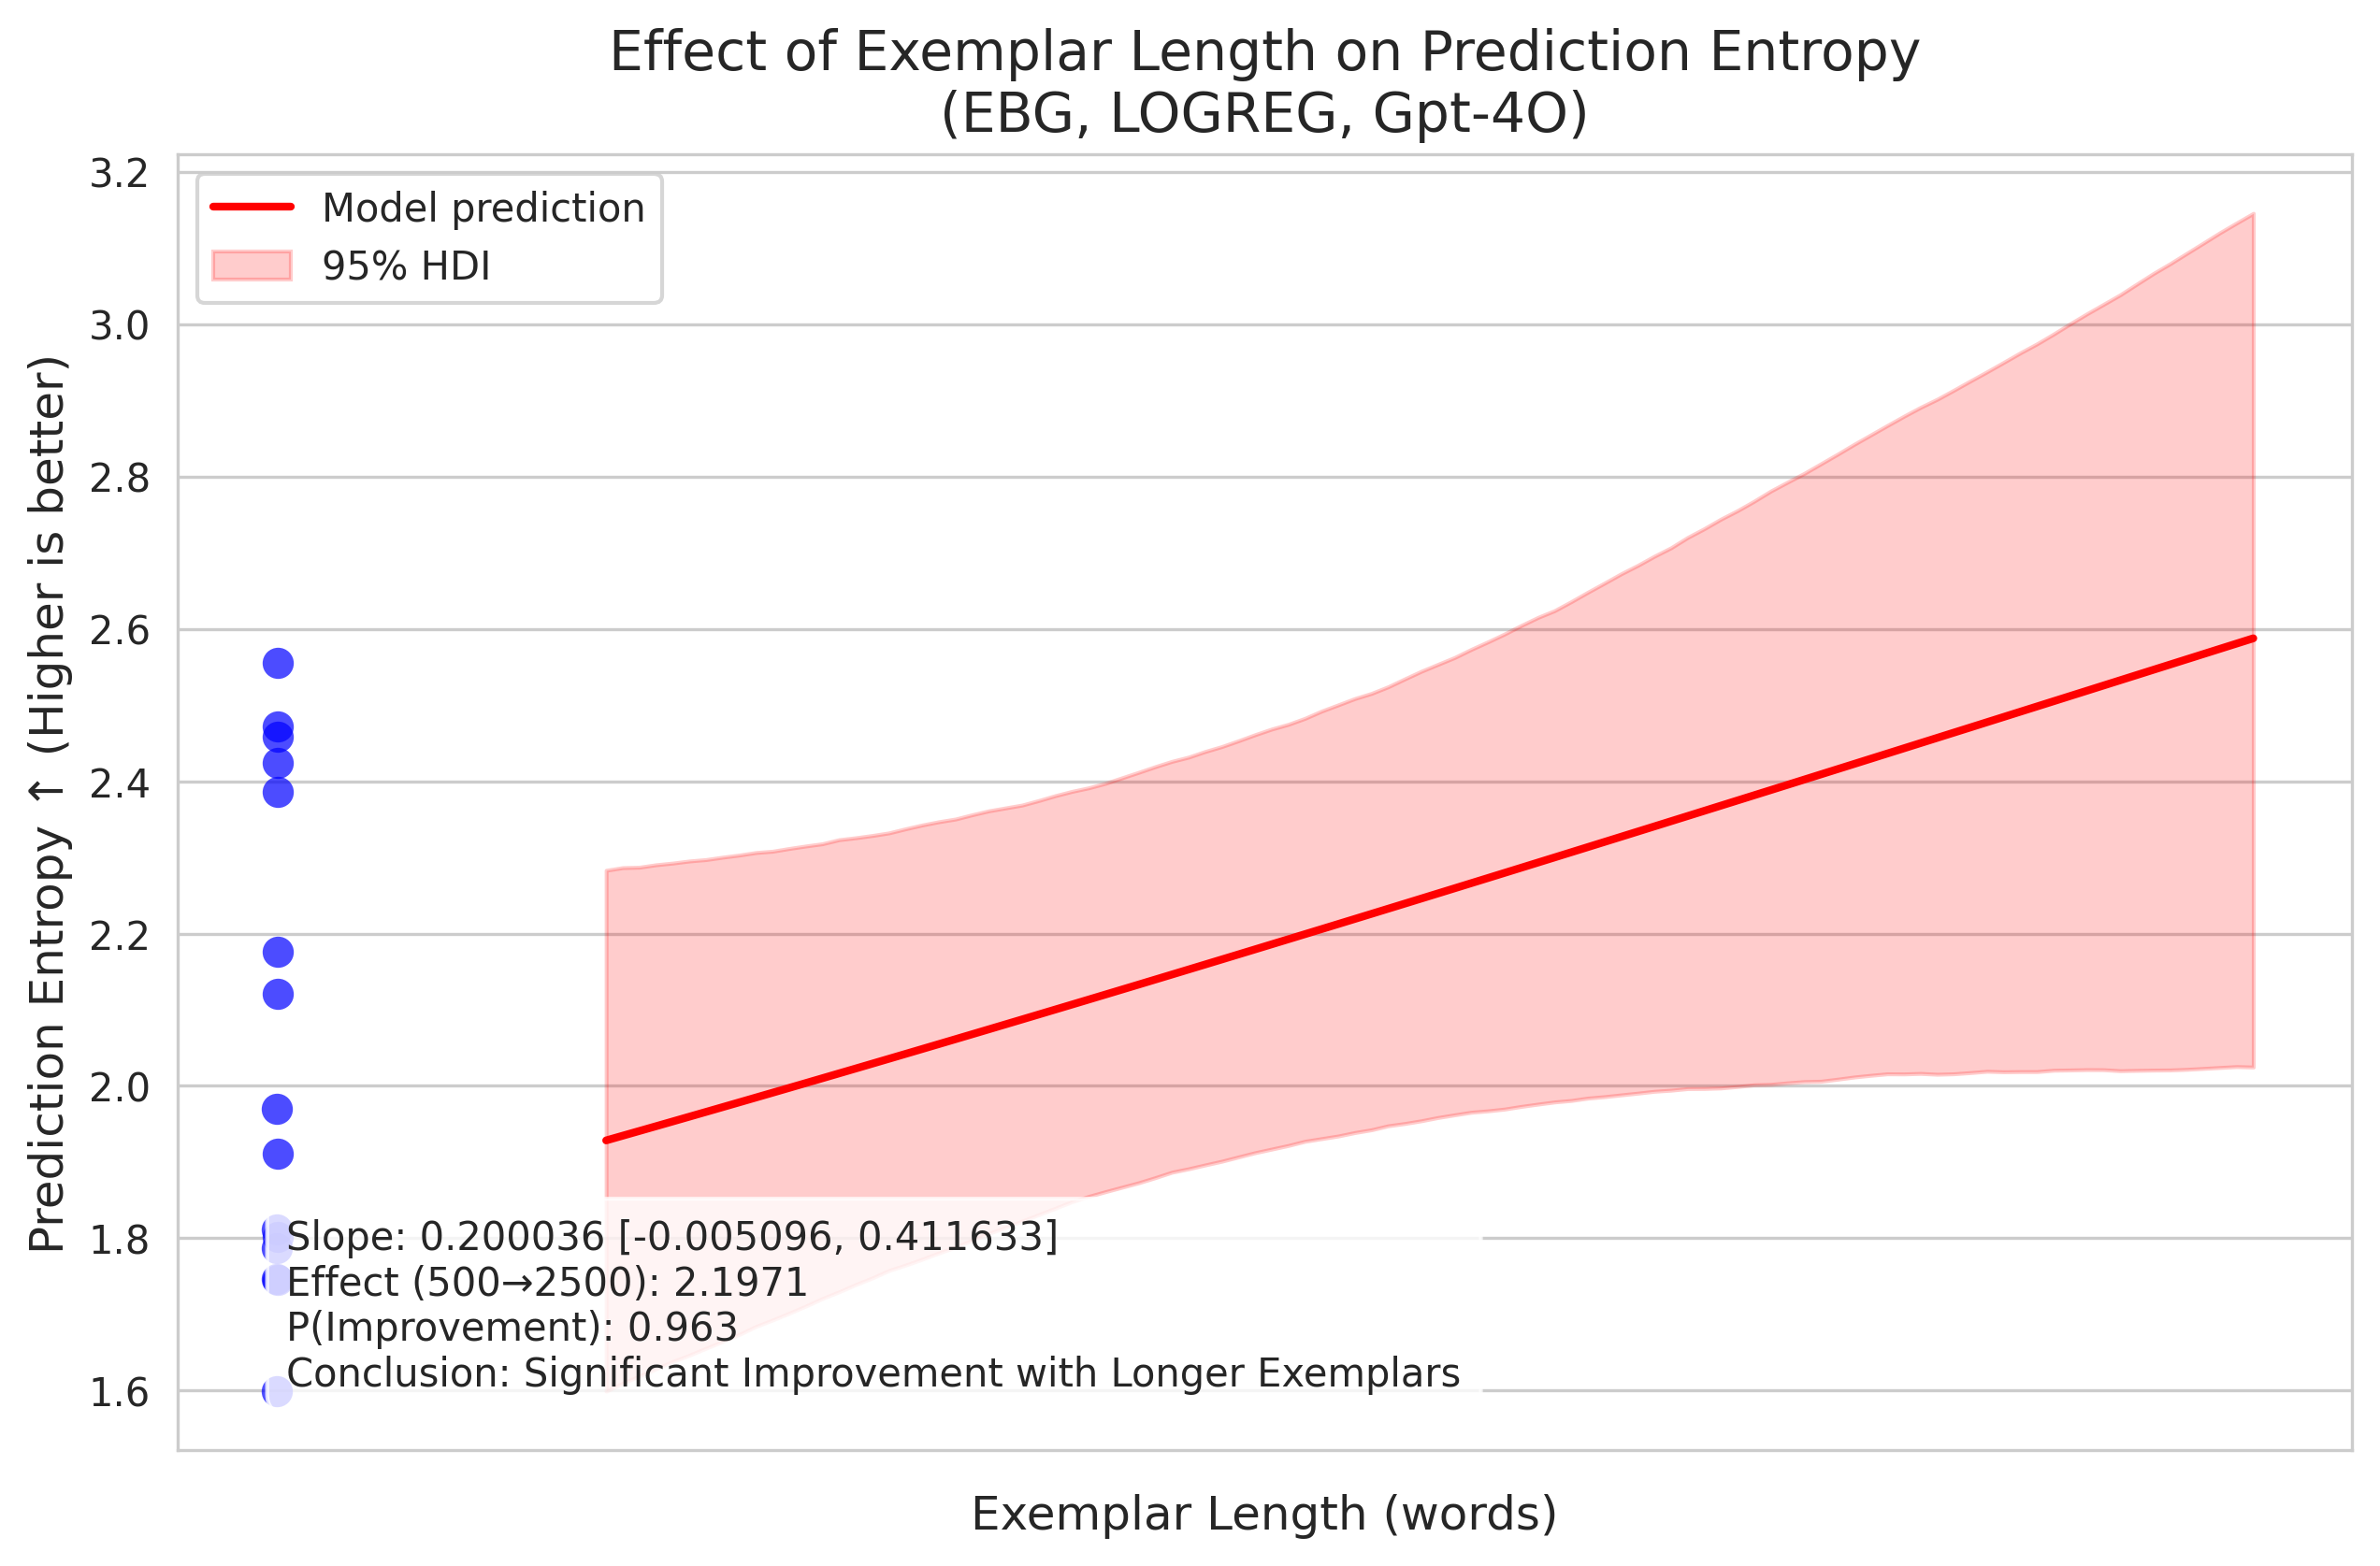 Effect of Exemplar Length on Prediction Entropy
(EBG, LOGREG, Gpt-4O)
Model prediction
95% HDI
Prediction Entropy ↑ (Higher is better)
3.2
3.0
2.8
2.6
2.4
2.2
2.0
1.8
1.6
Slope: 0.200036 [-0.005096, 0.411633]
Effect (500→2500): 2.1971
P(Improvement): 0.963
Conclusion: Significant Improvement with Longer Exemplars
Exemplar Length (words)